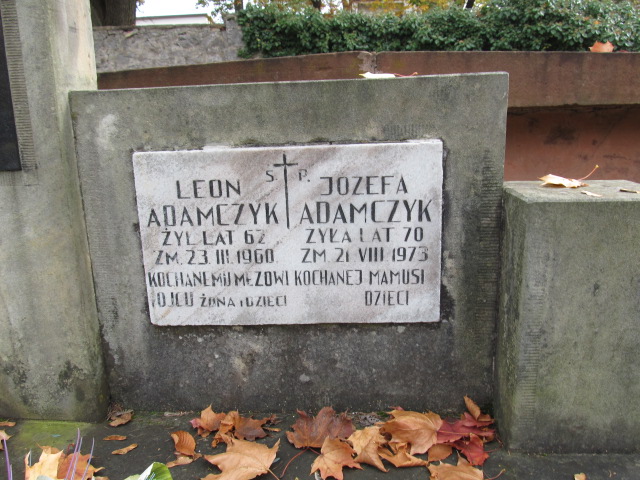 Ś. P.
LEON
ADAMCZYK
ŻYŁ LAT 62
ZM. 23 III 1960
KOCHANEMU MĘŻOWI
OJCU ŻONA I DZIECI
JÓZEFA
ADAMCZYK
ŻYŁA LAT 70
ZM 21 VIII 1973
KOCHANEJ MAMUSI
DZIECI